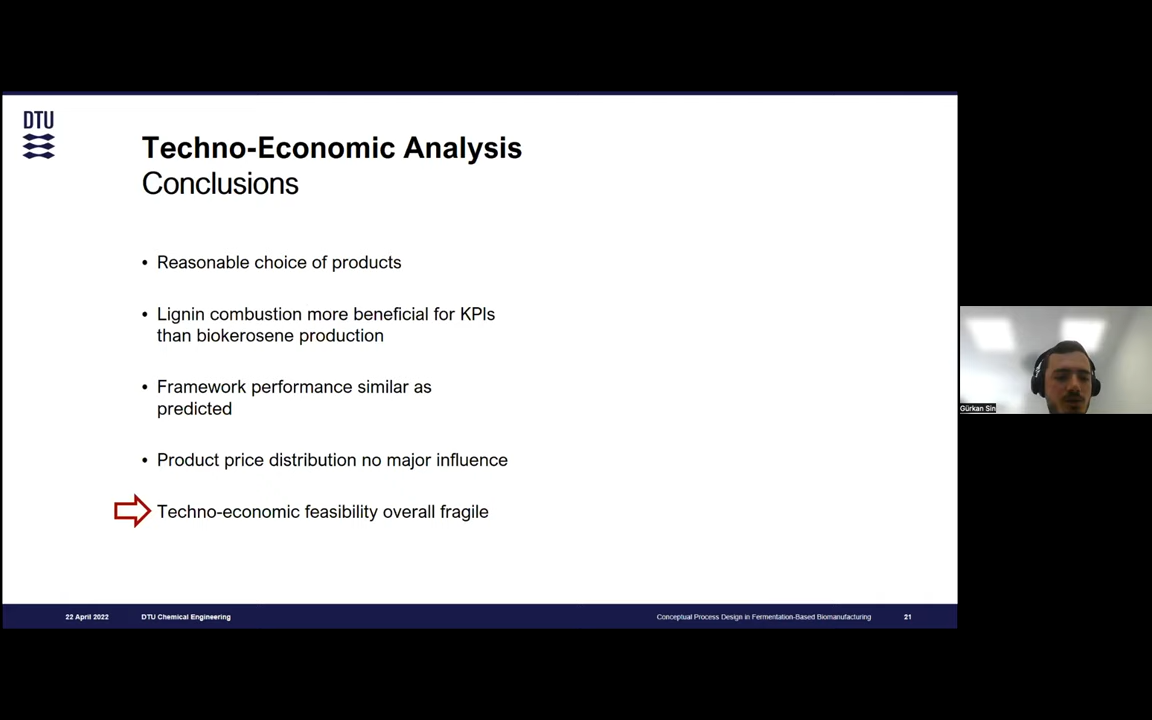 DTU
Techno-Economic Analysis
Conclusions
• Reasonable choice of products
• Lignin combustion more beneficial for KPIs
than biokerosene production
• Framework performance similar as
predicted
• Product price distribution no major influence
Techno-economic feasibility overall fragile
Gürkan Sin
22 April 2022 DTU Chemical Engineering Conceptual Process Design in Fermentation-Based Biomanufacturing 21